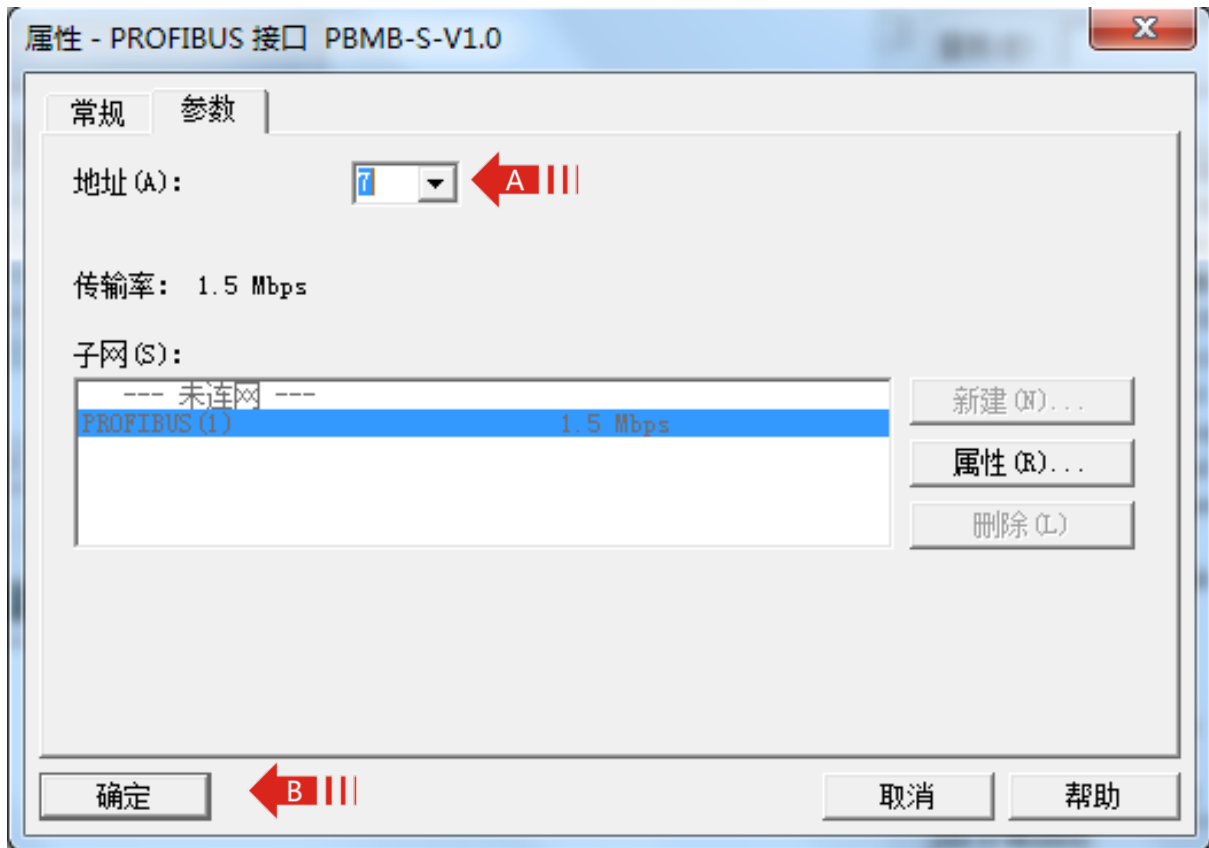 属性 - PROFIBUS 接口 PBMB-S-V1.0
常规 参数
地址(A): 7 A
传输率: 1.5 Mbps
子网(S):
--- 未连网 ---
PROFIBUS(1) 1.5 Mbps
新建(N)...
属性(R)...
删除(L)
确定 B 取消 帮助